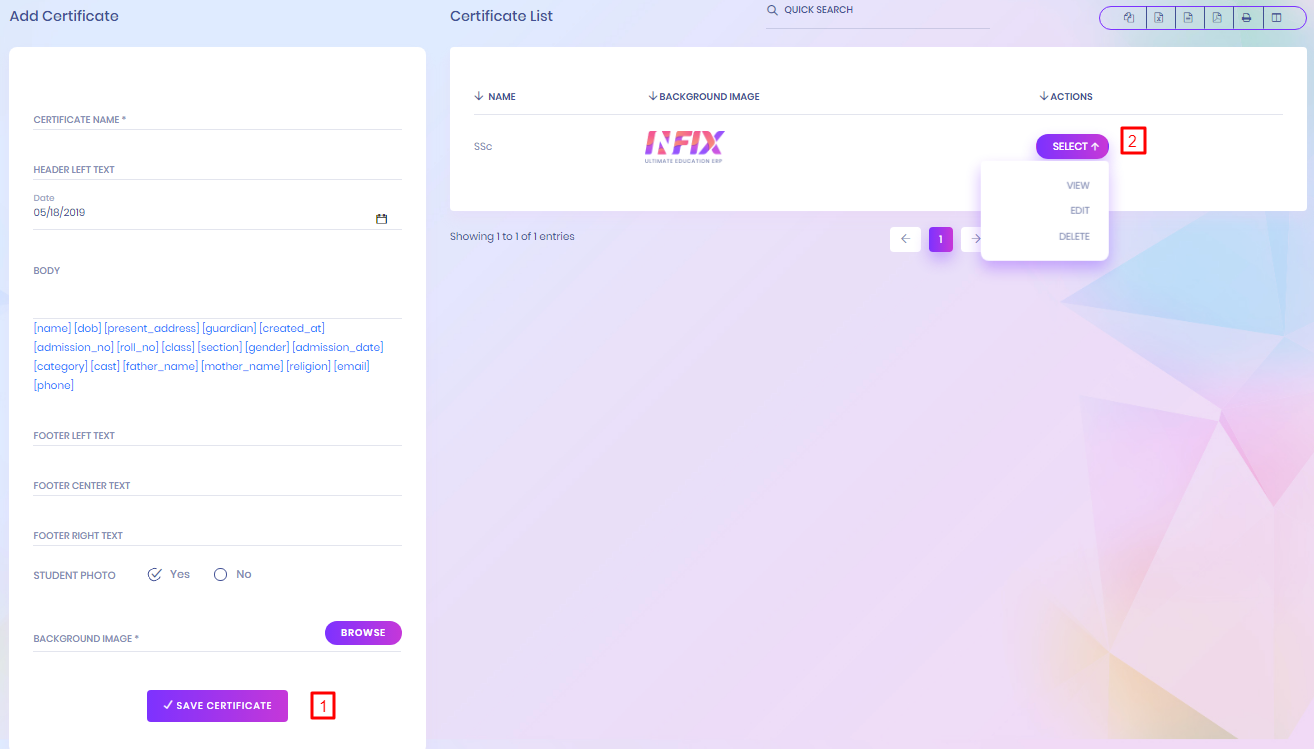 Add Certificate
CERTIFICATE NAME *
HEADER LEFT TEXT
Date
05/18/2019
BODY
[name] [dob] [present_address] [guardian] [created_at]
[admission_no] [roll_no] [class] [section] [gender] [admission_date]
[category] [cast] [father_name] [mother_name] [religion] [email]
[phone]
FOOTER LEFT TEXT
FOOTER CENTER TEXT
FOOTER RIGHT TEXT
STUDENT PHOTO Yes No
BACKGROUND IMAGE * BROWSE
SAVE CERTIFICATE 1
Certificate List
QUICK SEARCH
NAME BACKGROUND IMAGE ACTIONS
SSc INFIX SELECT 2
ULTIMATE EDUCATION ERP
VIEW
EDIT
DELETE
Showing 1 to 1 of 1 entries 1